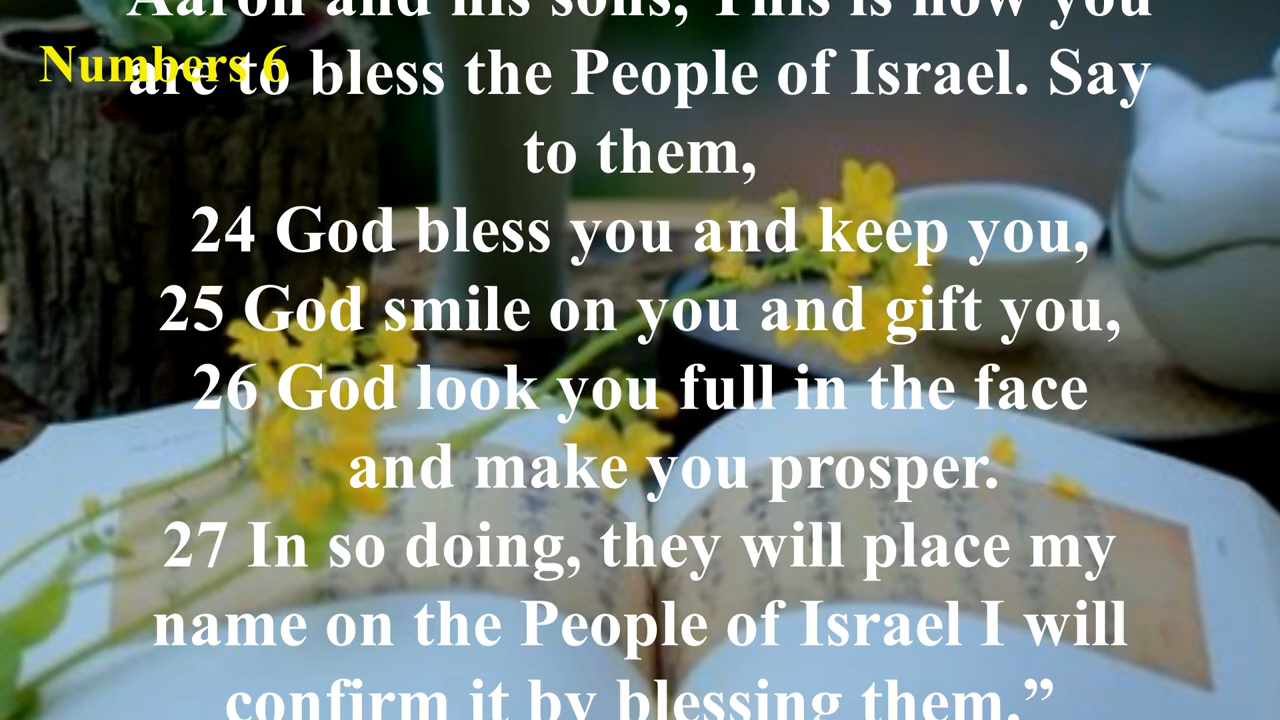 Aaron and his sons, This is how you
Numbers 6
are to bless the People of Israel. Say
to them,
24 God bless you and keep you,
25 God smile on you and gift you,
26 God look you full in the face
and make you prosper.
27 In so doing, they will place my
name on the People of Israel I will
confirm it by blessing them.”